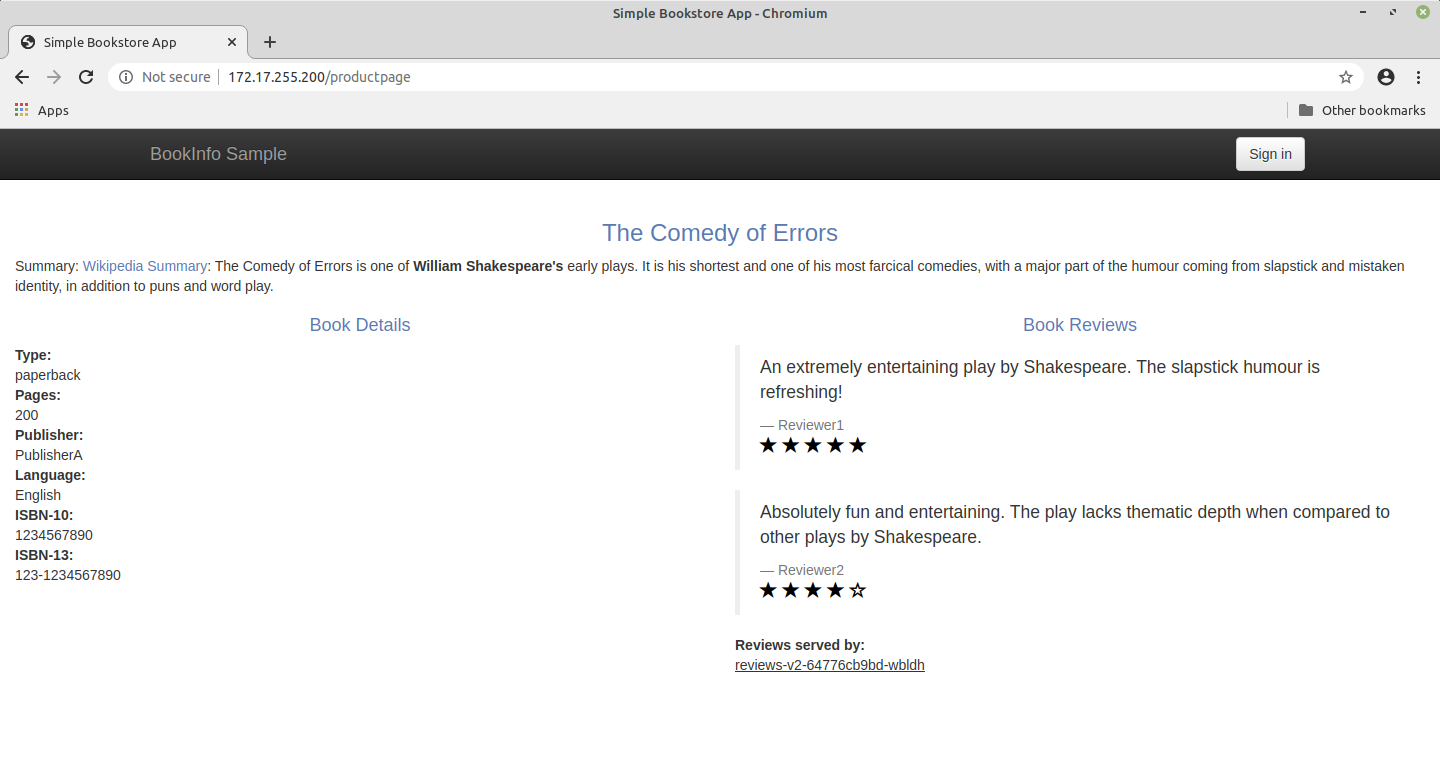 Simple Bookstore App - Chromium
Simple Bookstore App
Not secure 172.17.255.200/productpage
Apps
Other bookmarks
BookInfo Sample
Sign in
The Comedy of Errors
Summary: Wikipedia Summary: The Comedy of Errors is one of William Shakespeare's early plays. It is his shortest and one of his most farcical comedies, with a major part of the humour coming from slapstick and mistaken
identity, in addition to puns and word play.
Book Details
Type:
paperback
Pages:
200
Publisher:
PublisherA
Language:
English
ISBN-10:
1234567890
ISBN-13:
123-1234567890
Book Reviews
An extremely entertaining play by Shakespeare. The slapstick humour is
refreshing!
— Reviewer1
★★★★★
Absolutely fun and entertaining. The play lacks thematic depth when compared to
other plays by Shakespeare.
— Reviewer2
★★★★☆
Reviews served by:
reviews-v2-64776cb9bd-wbldh